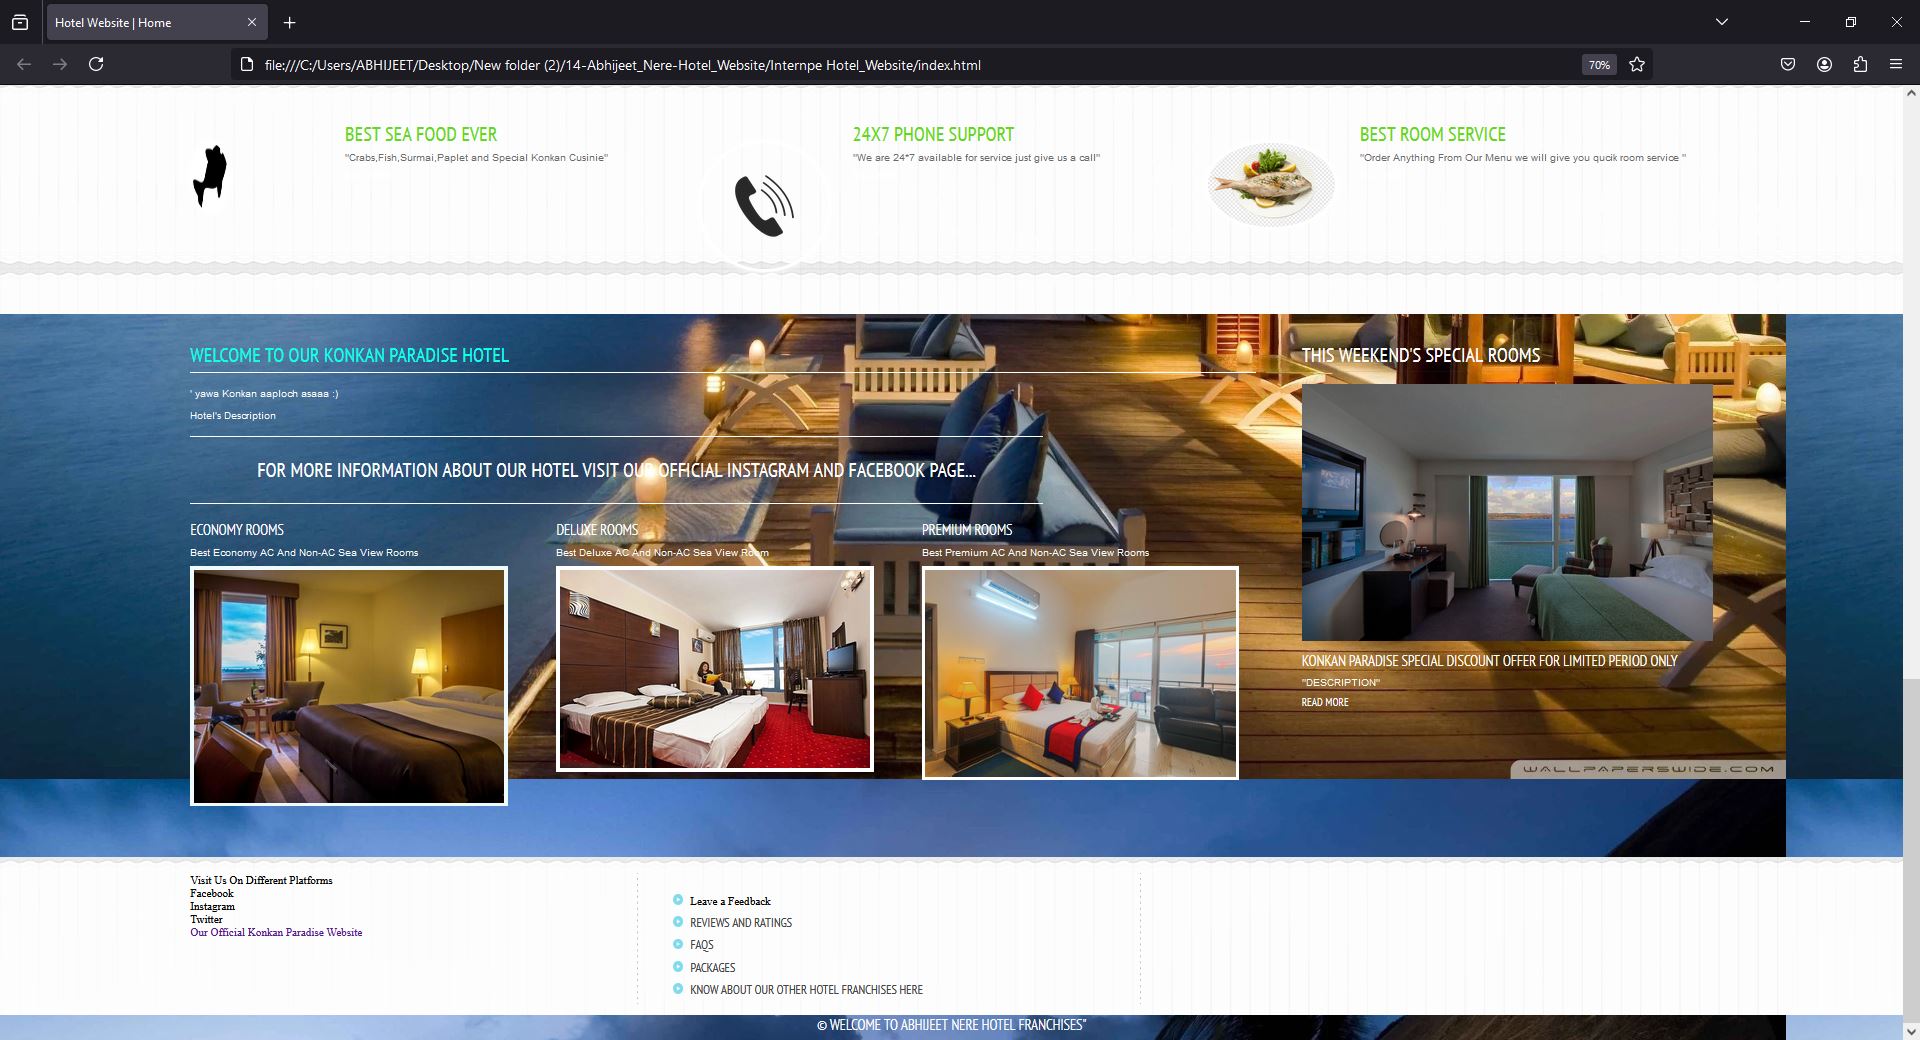 Hotel Website | Home
file:///C:/Users/ABHIJEET/Desktop/New folder (2)/14-Abhijeet_Nere-Hotel_Website/Internpe Hotel_Website/index.html
70%
BEST SEA FOOD EVER
"Crabs,Fish,Surmai,Paplet and Special Konkan Cusinie"
24X7 PHONE SUPPORT
"We are 24*7 available for service just give us a call"
BEST ROOM SERVICE
"Order Anything From Our Menu we will give you qucik room service "
WELCOME TO OUR KONKAN PARADISE HOTEL
' yawa Konkan aaploch asaaa :)
Hotel's Description
FOR MORE INFORMATION ABOUT OUR HOTEL VISIT OUR OFFICIAL INSTAGRAM AND FACEBOOK PAGE...
ECONOMY ROOMS
Best Economy AC And Non-AC Sea View Rooms
DELUXE ROOMS
Best Deluxe AC And Non-AC Sea View Room
PREMIUM ROOMS
Best Premium AC And Non-AC Sea View Rooms
THIS WEEKEND'S SPECIAL ROOMS
KONKAN PARADISE SPECIAL DISCOUNT OFFER FOR LIMITED PERIOD ONLY
"DESCRIPTION"
READ MORE
WALLPAPERSWIDE.COM
Visit Us On Different Platforms
Facebook
Instagram
Twitter
Our Official Konkan Paradise Website
Leave a Feedback
REVIEWS AND RATINGS
FAQS
PACKAGES
KNOW ABOUT OUR OTHER HOTEL FRANCHISES HERE
© WELCOME TO ABHIJEET NERE HOTEL FRANCHISES"